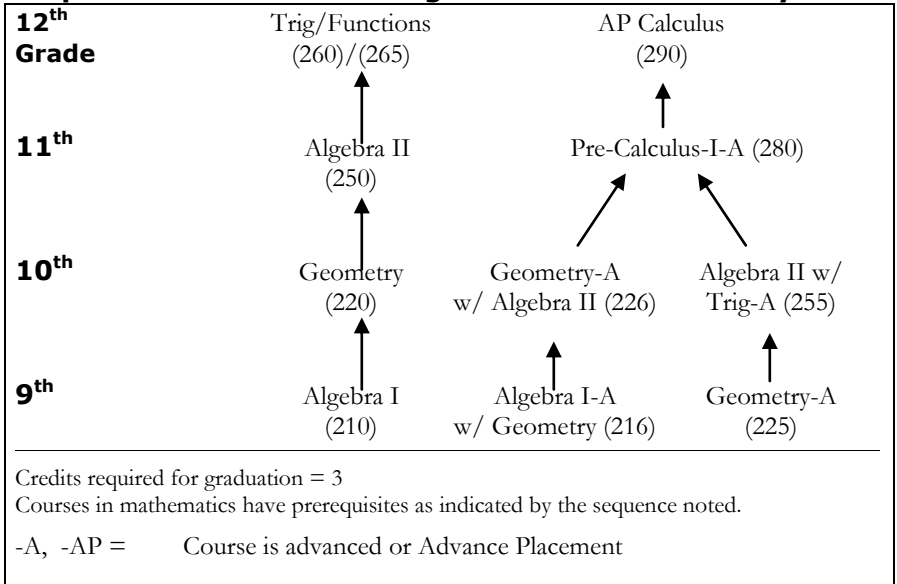 12th Trig/Functions AP Calculus
Grade (260)/(265) (290)
11th Algebra II Pre-Calculus-I-A (280)
(250)
10th Geometry Geometry-A Algebra II w/
(220) w/ Algebra II (226) Trig-A (255)
9th Algebra I Algebra I-A Geometry-A
(210) w/ Geometry (216) (225)
Credits required for graduation = 3
Courses in mathematics have prerequisites as indicated by the sequence noted.
-A, -AP = Course is advanced or Advance Placement